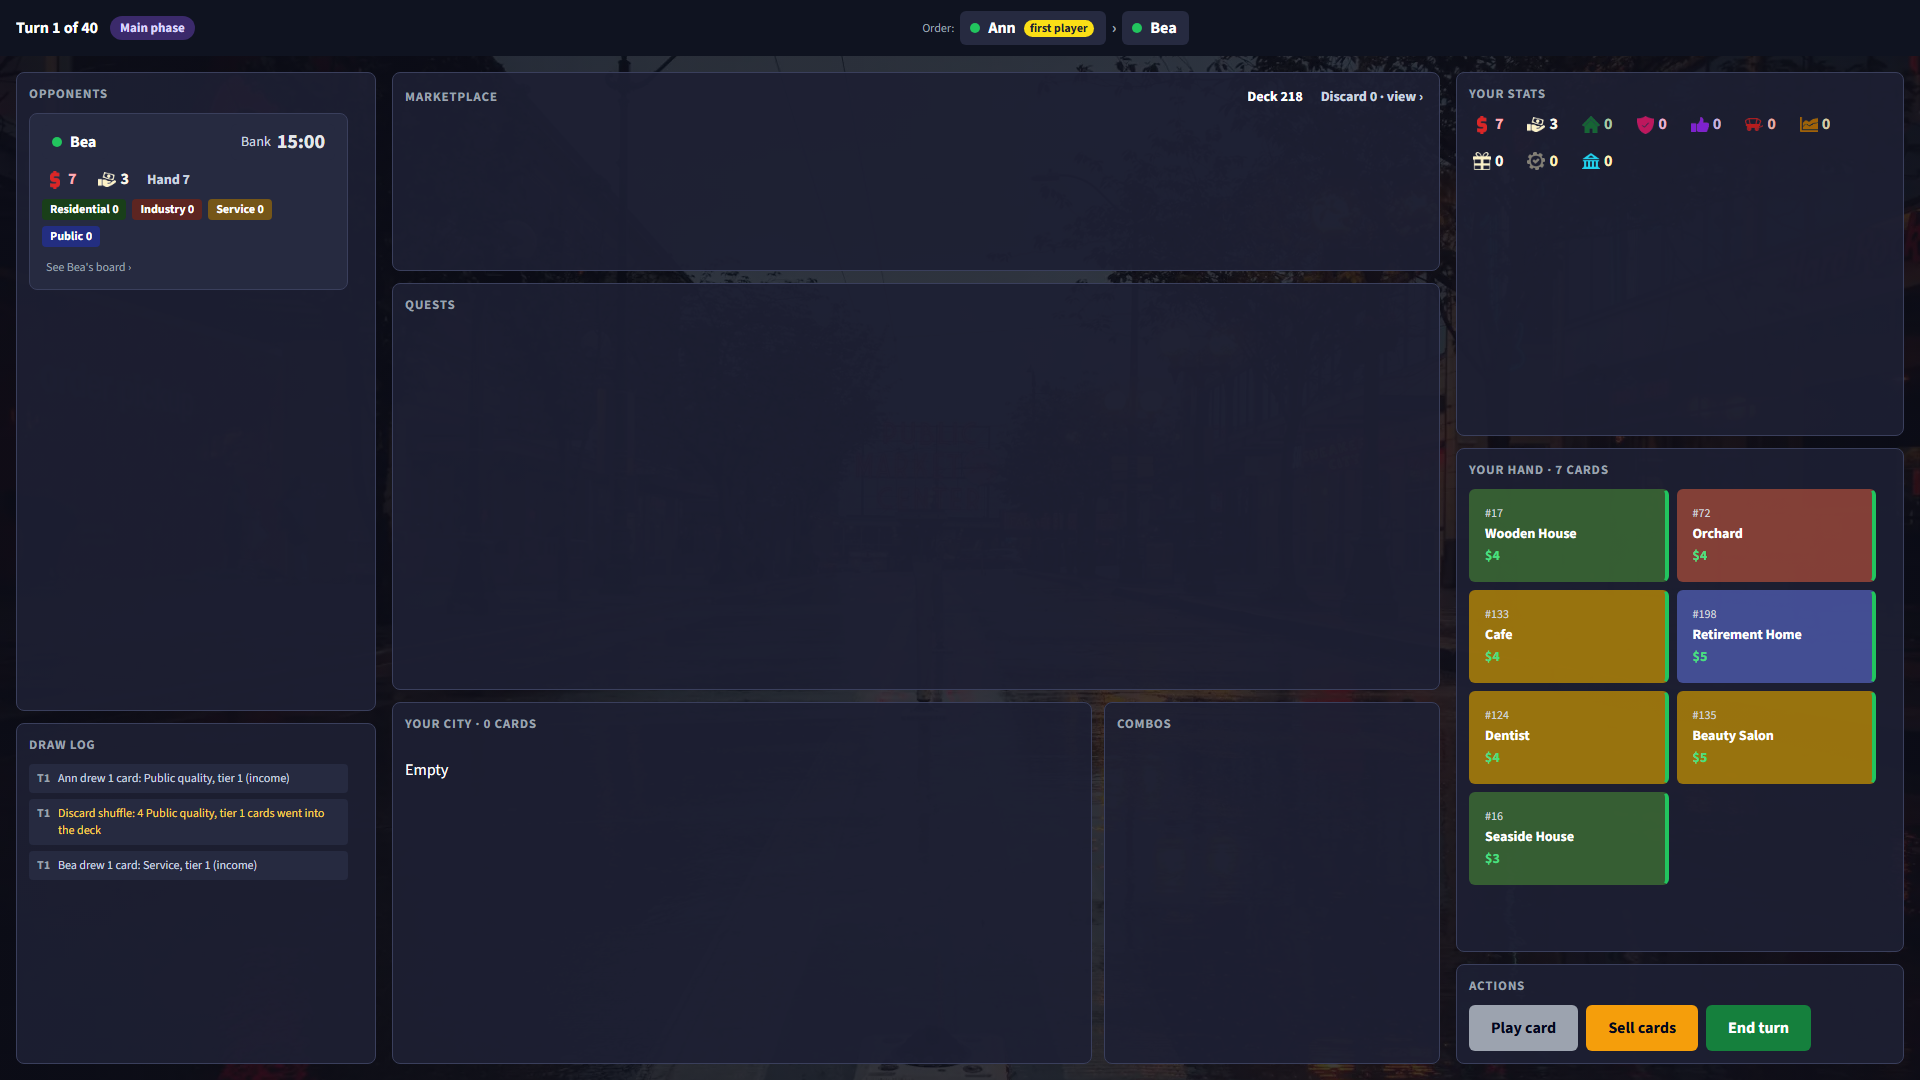 Turn 1 of 40
Main phase
Order:
Ann
first player
›
Bea
OPPONENTS
Bea
Bank 15:00
7
3
Hand 7
Residential 0
Industry 0
Service 0
Public 0
See Bea's board ›
DRAW LOG
T1 Ann drew 1 card: Public quality, tier 1 (income)
T1 Discard shuffle: 4 Public quality, tier 1 cards went into
the deck
T1 Bea drew 1 card: Service, tier 1 (income)
MARKETPLACE
Deck 218
Discard 0 · view ›
QUESTS
YOUR CITY · 0 CARDS
Empty
COMBOS
YOUR STATS
7
3
0
0
0
0
0
0
0
0
YOUR HAND · 7 CARDS
#17
Wooden House
$4
#72
Orchard
$4
#133
Cafe
$4
#198
Retirement Home
$5
#124
Dentist
$4
#135
Beauty Salon
$5
#16
Seaside House
$3
ACTIONS
Play card
Sell cards
End turn